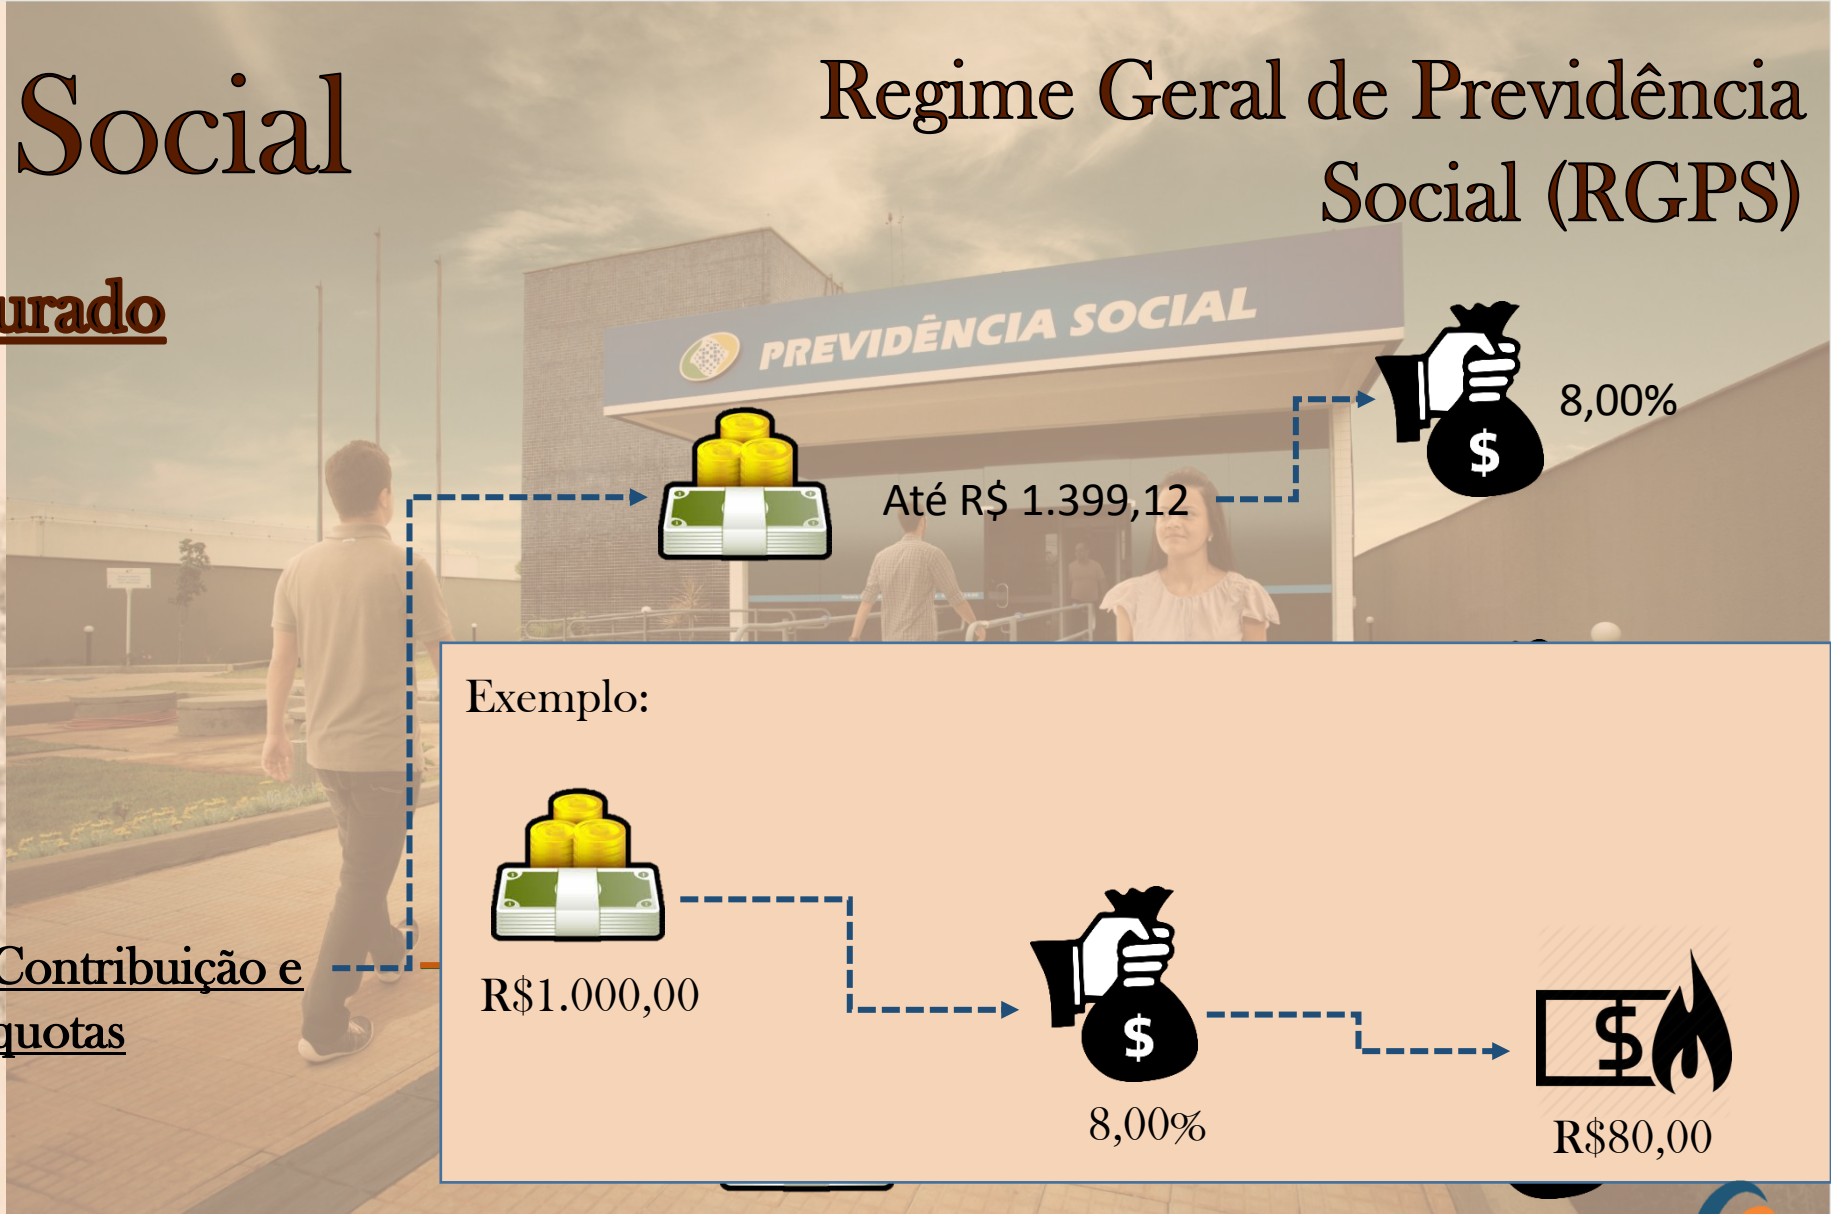 Social
Regime Geral de Previdência
Social (RGPS)
urado
PREVIDÊNCIA SOCIAL
8,00%
Até R$ 1.399,12
Exemplo:
R$1.000,00
8,00%
R$80,00
Contribuição e
quotas